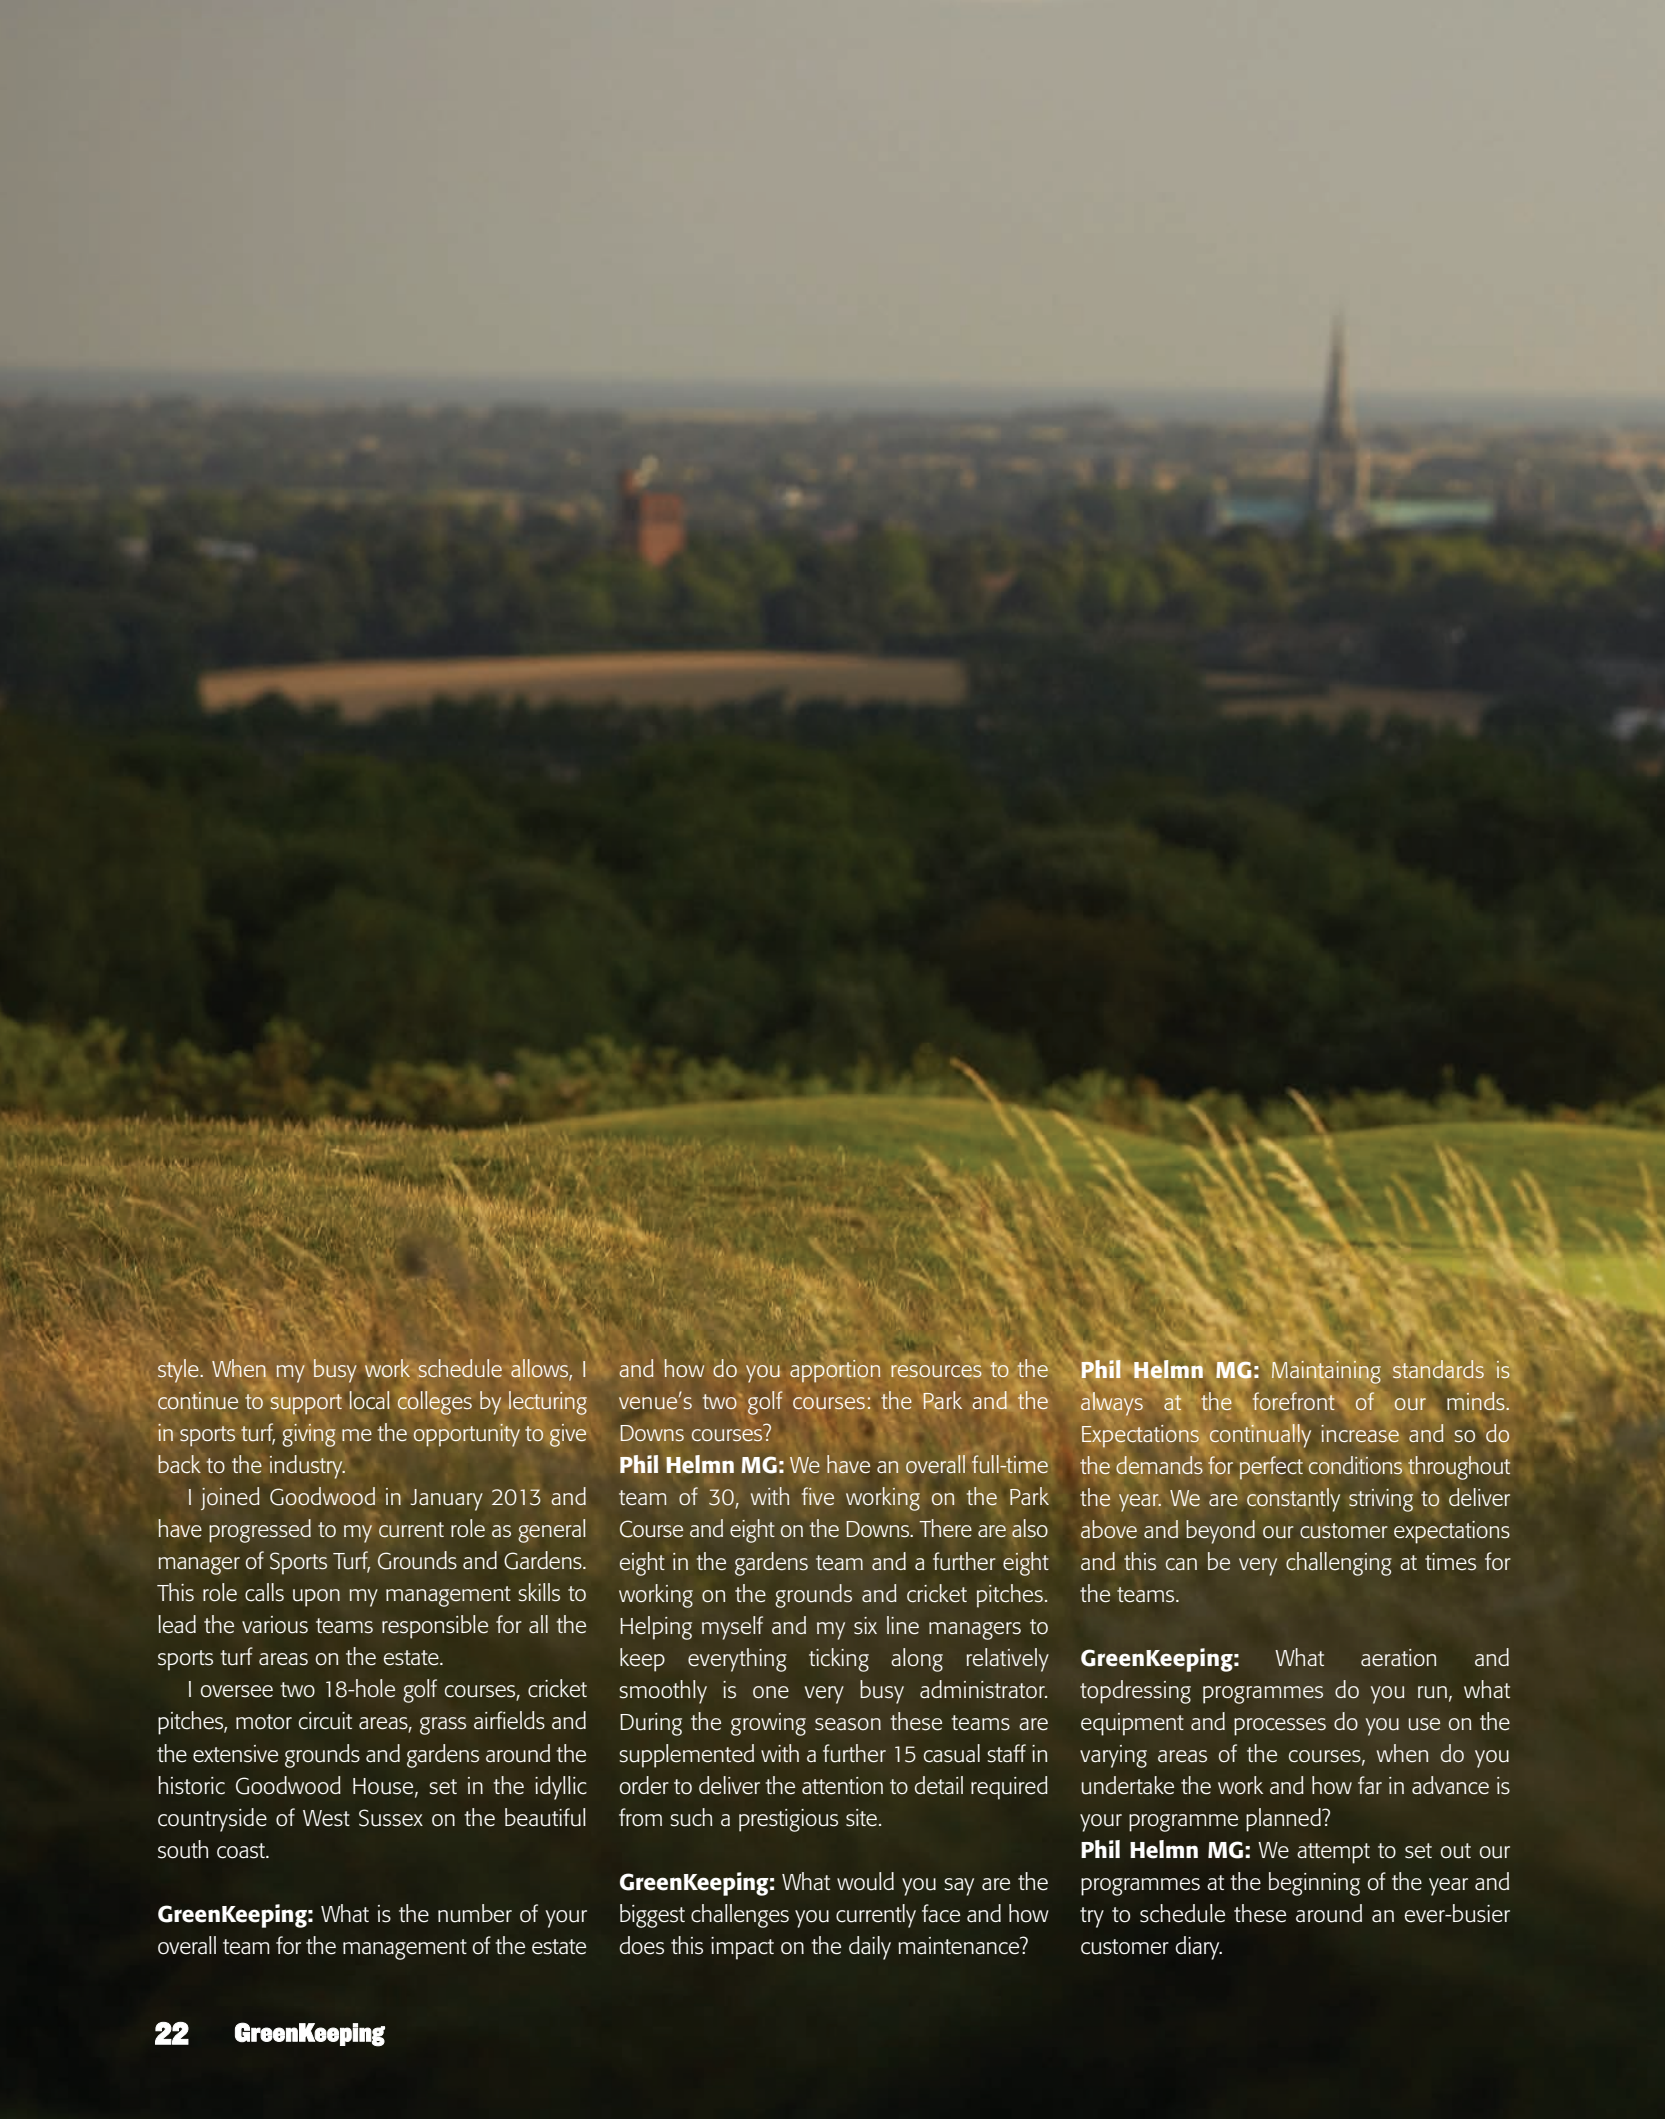 style. When my busy work schedule allows, I
continue to support local colleges by lecturing
in sports turf, giving me the opportunity to give
back to the industry.
I joined Goodwood in January 2013 and
have progressed to my current role as general
manager of Sports Turf, Grounds and Gardens.
This role calls upon my management skills to
lead the various teams responsible for all the
sports turf areas on the estate.
I oversee two 18-hole golf courses, cricket
pitches, motor circuit areas, grass airfields and
the extensive grounds and gardens around the
historic Goodwood House, set in the idyllic
countryside of West Sussex on the beautiful
south coast.
GreenKeeping: What is the number of your
overall team for the management of the estate
and how do you apportion resources to the
venue's two golf courses: the Park and the
Downs courses?
Phil Helmn MG: We have an overall full-time
team of 30, with five working on the Park
Course and eight on the Downs. There are also
eight in the gardens team and a further eight
working on the grounds and cricket pitches.
Helping myself and my six line managers to
keep everything ticking along relatively
smoothly is one very busy administrator.
During the growing season these teams are
supplemented with a further 15 casual staff in
order to deliver the attention to detail required
from such a prestigious site.
GreenKeeping: What would you say are the
biggest challenges you currently face and how
does this impact on the daily maintenance?
Phil Helmn MG: Maintaining standards is
always at the forefront of our minds.
Expectations continually increase and so do
the demands for perfect conditions throughout
the year. We are constantly striving to deliver
above and beyond our customer expectations
and this can be very challenging at times for
the teams.
GreenKeeping: What aeration and
topdressing programmes do you run, what
equipment and processes do you use on the
varying areas of the courses, when do you
undertake the work and how far in advance is
your programme planned?
Phil Helmn MG: We attempt to set out our
programmes at the beginning of the year and
try to schedule these around an ever-busier
customer diary.
22 GreenKeeping